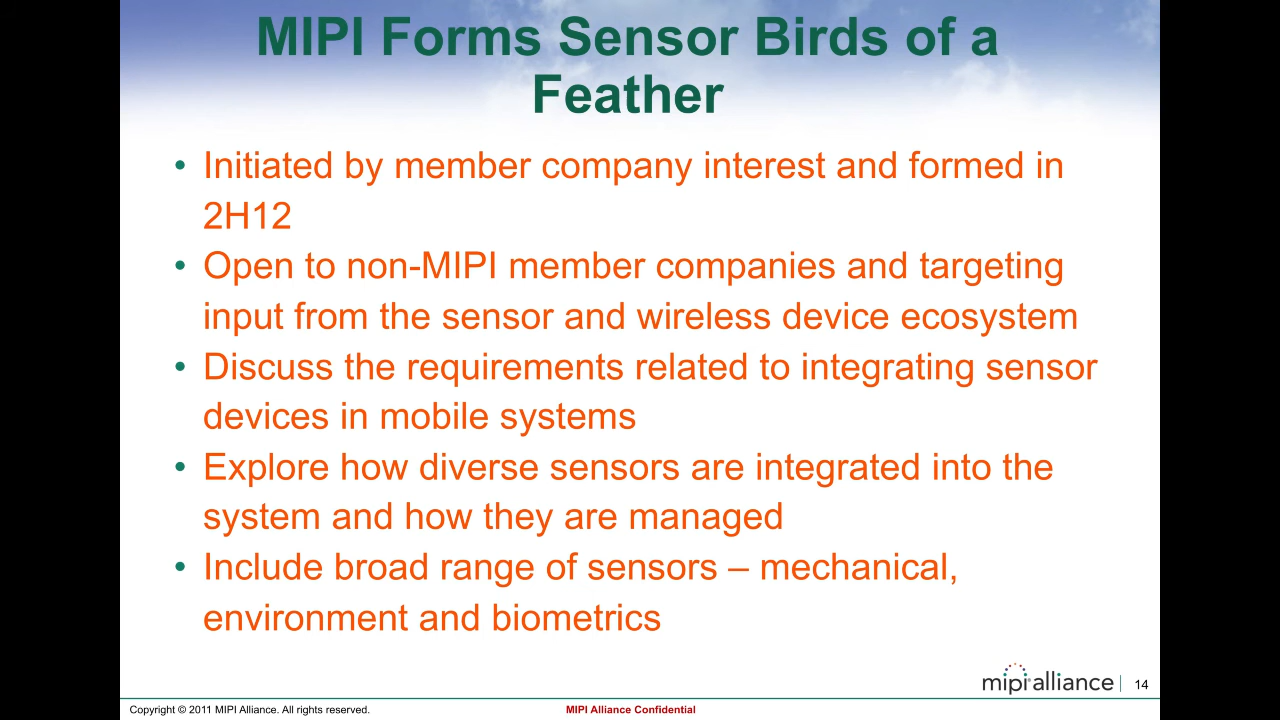 MIPI Forms Sensor Birds of a
Feather
• Initiated by member company interest and formed in
2H12
• Open to non-MIPI member companies and targeting
input from the sensor and wireless device ecosystem
• Discuss the requirements related to integrating sensor
devices in mobile systems
• Explore how diverse sensors are integrated into the
system and how they are managed
• Include broad range of sensors – mechanical,
environment and biometrics
mipi alliance | 14
Copyright © 2011 MIPI Alliance. All rights reserved. MIPI Alliance Confidential